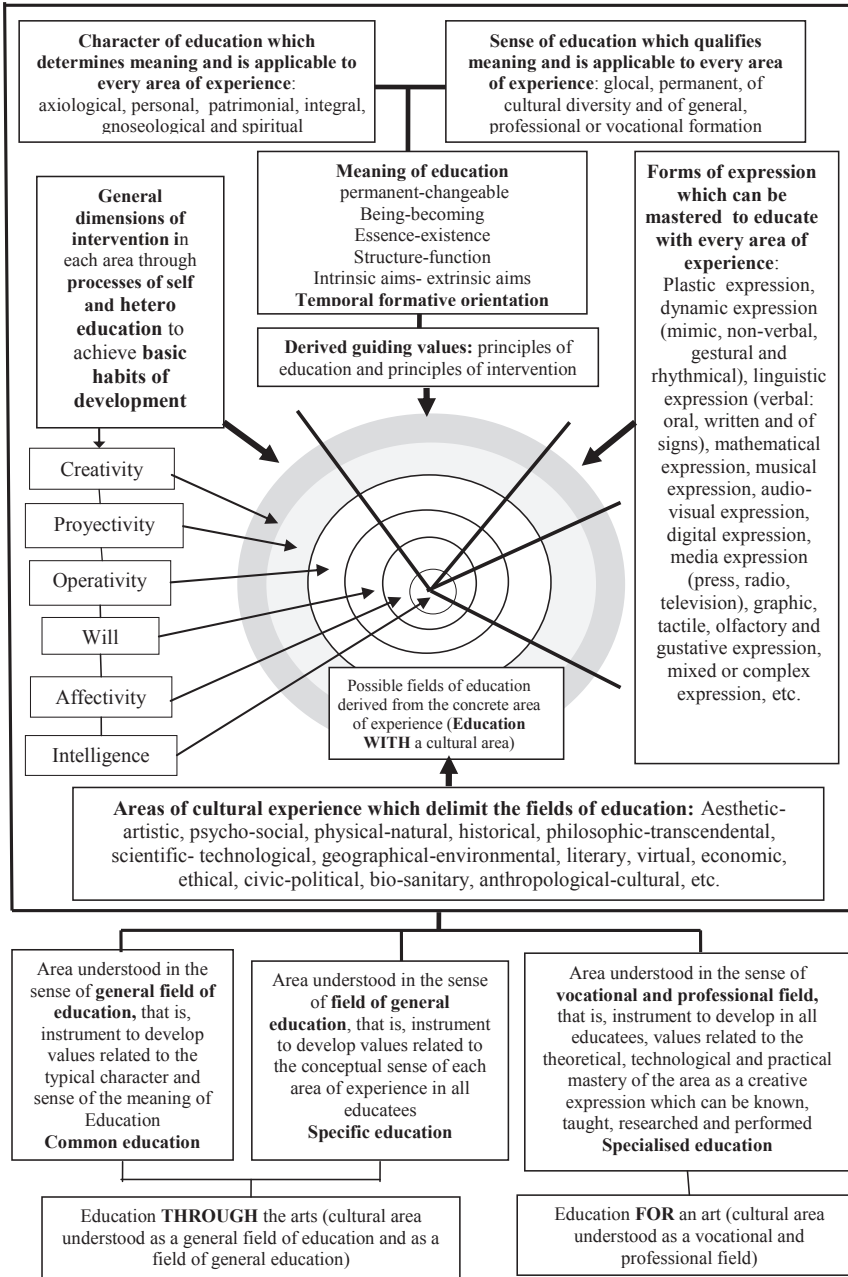 Character of education which
determines meaning and is applicable to
every area of experience:
axiological, personal, patrimonial, integral,
gnoseological and spiritual
Sense of education which qualifies
meaning and is applicable to every area
of experience: glocal, permanent, of
cultural diversity and of general,
professional or vocational formation
Meaning of education
permanent-changeable
Being-becoming
Essence-existence
Structure-function
Intrinsic aims- extrinsic aims
Temporal formative orientation
General
dimensions of
intervention in
each area through
processes of self
and hetero
education to
achieve basic
habits of
development
Forms of expression
which can be
mastered to educate
with every area of
experience:
Plastic expression,
dynamic expression
(mimic, non-verbal,
gestural and
rhythmical), linguistic
expression (verbal:
oral, written and of
signs), mathematical
expression, musical
expression, audio-
visual expression,
digital expression,
media expression
(press, radio,
television), graphic,
tactile, olfactory and
gustative expression,
mixed or complex
expression, etc.
Derived guiding values: principles of
education and principles of intervention
Creativity
Proyectivity
Operativity
Will
Affectivity
Intelligence
Possible fields of education
derived from the concrete area
of experience (Education
WITH a cultural area)
Areas of cultural experience which delimit the fields of education: Aesthetic-
artistic, psycho-social, physical-natural, historical, philosophic-transcendental,
scientific- technological, geographical-environmental, literary, virtual, economic,
ethical, civic-political, bio-sanitary, anthropological-cultural, etc.
Area understood in the
sense of general field of
education, that is,
instrument to develop
values related to the
typical character and
sense of the meaning of
Education
Common education
Area understood in the sense
of field of general
education, that is, instrument
to develop values related to
the conceptual sense of each
area of experience in all
educatees
Specific education
Area understood in the sense of
vocational and professional field,
that is, instrument to develop in all
educatees, values related to the
theoretical, technological and practical
mastery of the area as a creative
expression which can be known,
taught, researched and performed
Specialised education
Education THROUGH the arts (cultural area
understood as a general field of education and as a
field of general education)
Education FOR an art (cultural area
understood as a vocational and
professional field)